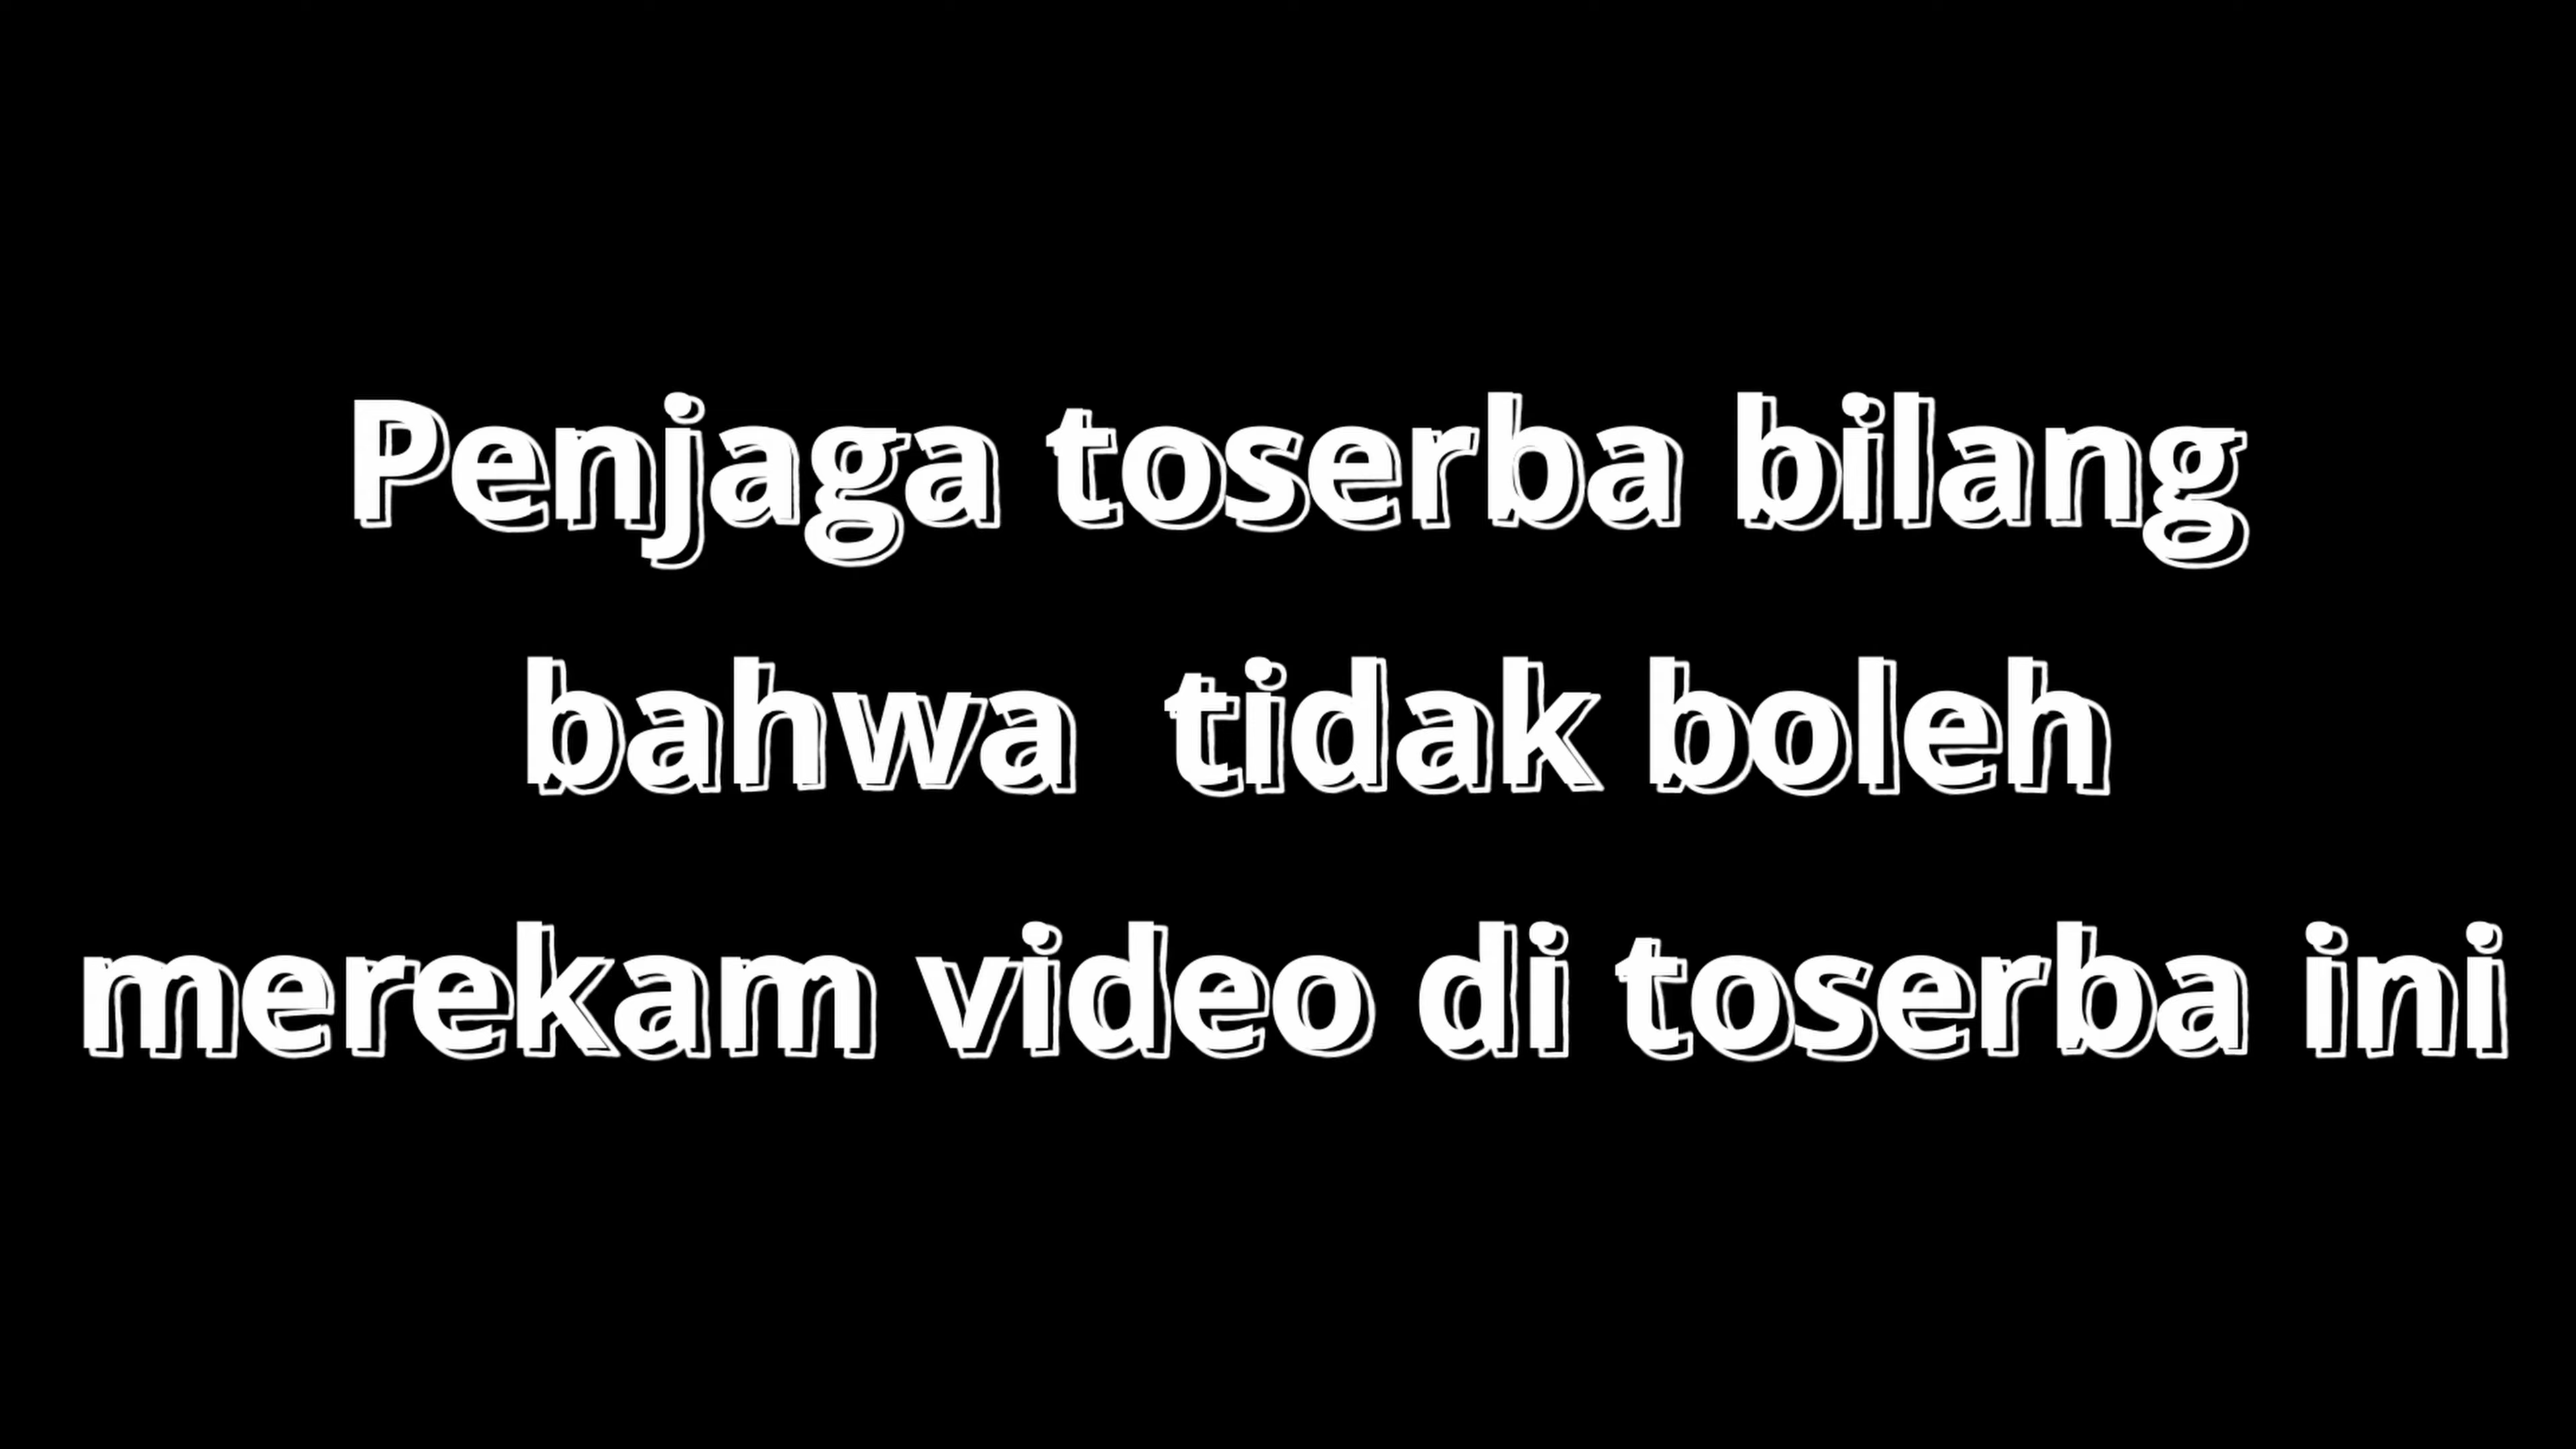 Penjaga toserba bilang
bahwa  tidak boleh
merekam video di toserba ini